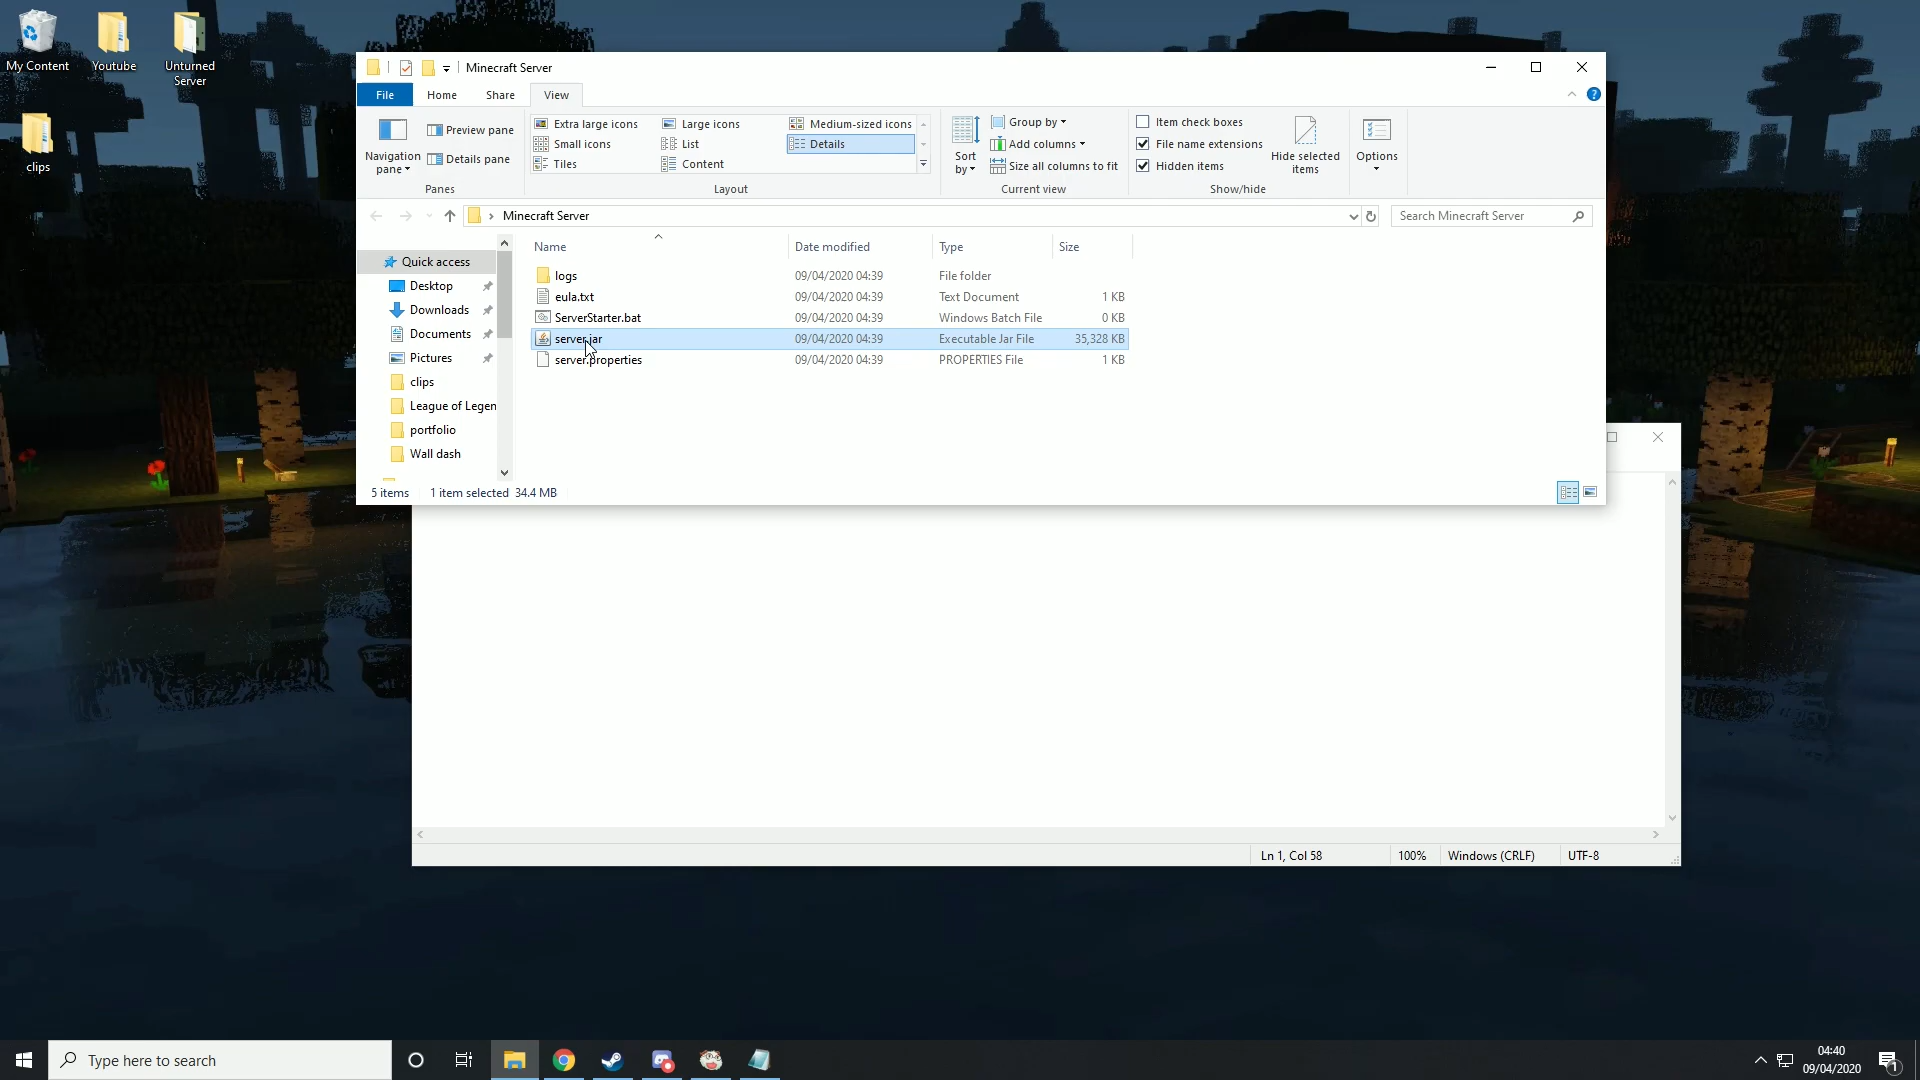 My Content
Youtube
Unturned
Server
clips
Minecraft Server
File
Home
Share
View
Navigation
pane
Preview pane
Details pane
Panes
Extra large icons
Large icons
Medium-sized icons
Small icons
List
Details
Tiles
Content
Layout
Sort
by
Group by
Add columns
Size all columns to fit
Current view
Item check boxes
File name extensions
Hidden items
Hide selected
items
Show/hide
Options
Minecraft Server
Search Minecraft Server
Name
Date modified
Type
Size
Quick access
Desktop
Downloads
Documents
Pictures
clips
League of Legen
portfolio
Wall dash
logs 09/04/2020 04:39 File folder
eula.txt 09/04/2020 04:39 Text Document 1 KB
ServerStarter.bat 09/04/2020 04:39 Windows Batch File 0 KB
server.jar 09/04/2020 04:39 Executable Jar File 35,328 KB
server.properties 09/04/2020 04:39 PROPERTIES File 1 KB
5 items 1 item selected 34.4 MB
Ln 1, Col 58
100%
Windows (CRLF)
UTF-8
Type here to search
04:40
09/04/2020
1